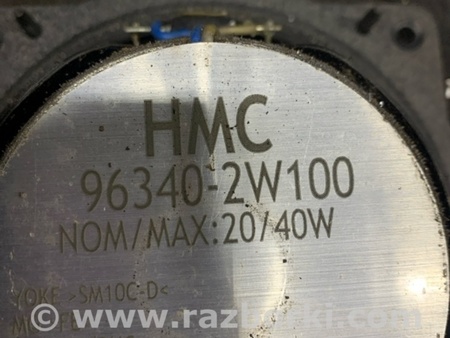 HMC
96340-2W100
NOM/MAX:20/40W
YOKE >SM10C-D<
www.razborki.com